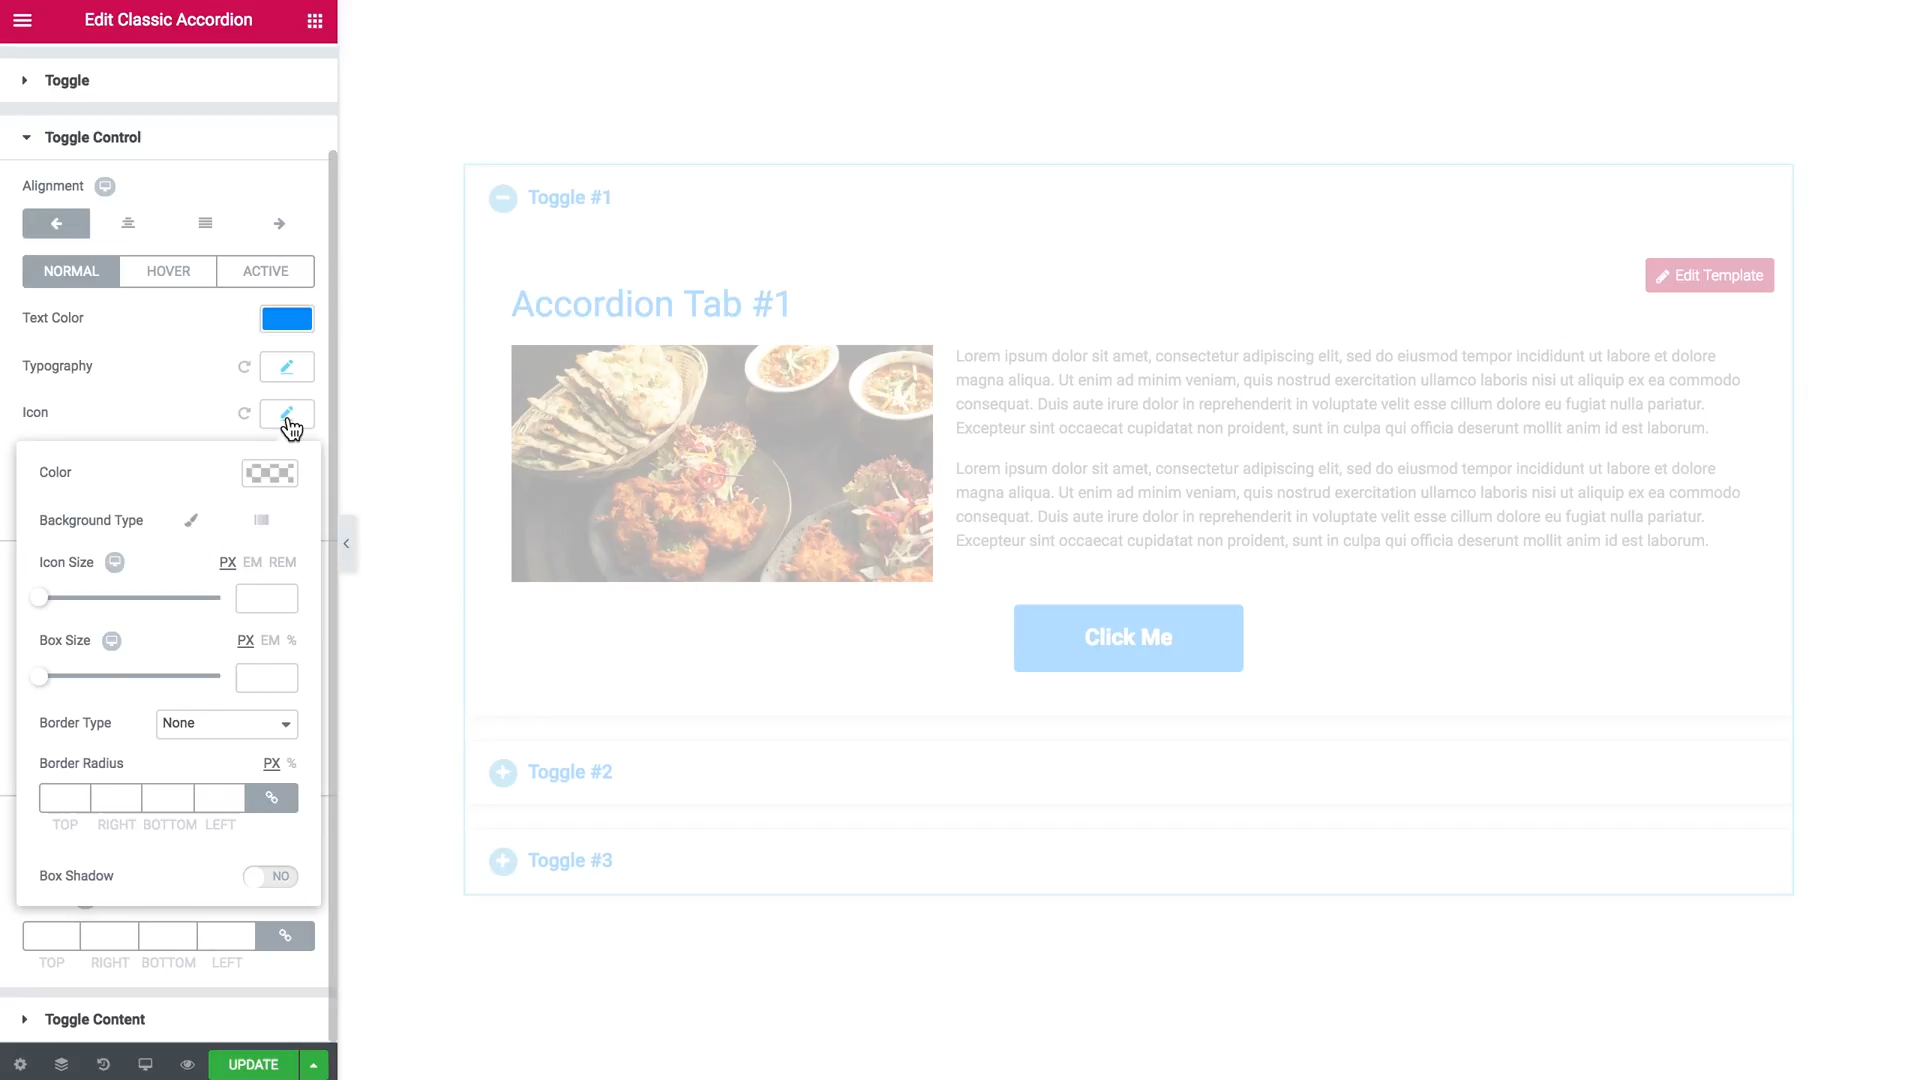 Edit Classic Accordion
Toggle
Toggle Control
Alignment
NORMAL HOVER ACTIVE
Text Color
Typography
Icon
Color
Background Type
Icon Size PX EM REM
Box Size PX EM %
Border Type None
Border Radius PX %
TOP RIGHT BOTTOM LEFT
Box Shadow NO
TOP RIGHT BOTTOM LEFT
Toggle Content
UPDATE
Toggle #1
Edit Template
Accordion Tab #1
Lorem ipsum dolor sit amet, consectetur adipiscing elit, sed do eiusmod tempor incididunt ut labore et dolore
magna aliqua. Ut enim ad minim veniam, quis nostrud exercitation ullamco laboris nisi ut aliquip ex ea commodo
consequat. Duis aute irure dolor in reprehenderit in voluptate velit esse cillum dolore eu fugiat nulla pariatur.
Excepteur sint occaecat cupidatat non proident, sunt in culpa qui officia deserunt mollit anim id est laborum.
Lorem ipsum dolor sit amet, consectetur adipiscing elit, sed do eiusmod tempor incididunt ut labore et dolore
magna aliqua. Ut enim ad minim veniam, quis nostrud exercitation ullamco laboris nisi ut aliquip ex ea commodo
consequat. Duis aute irure dolor in reprehenderit in voluptate velit esse cillum dolore eu fugiat nulla pariatur.
Excepteur sint occaecat cupidatat non proident, sunt in culpa qui officia deserunt mollit anim id est laborum.
Click Me
Toggle #2
Toggle #3